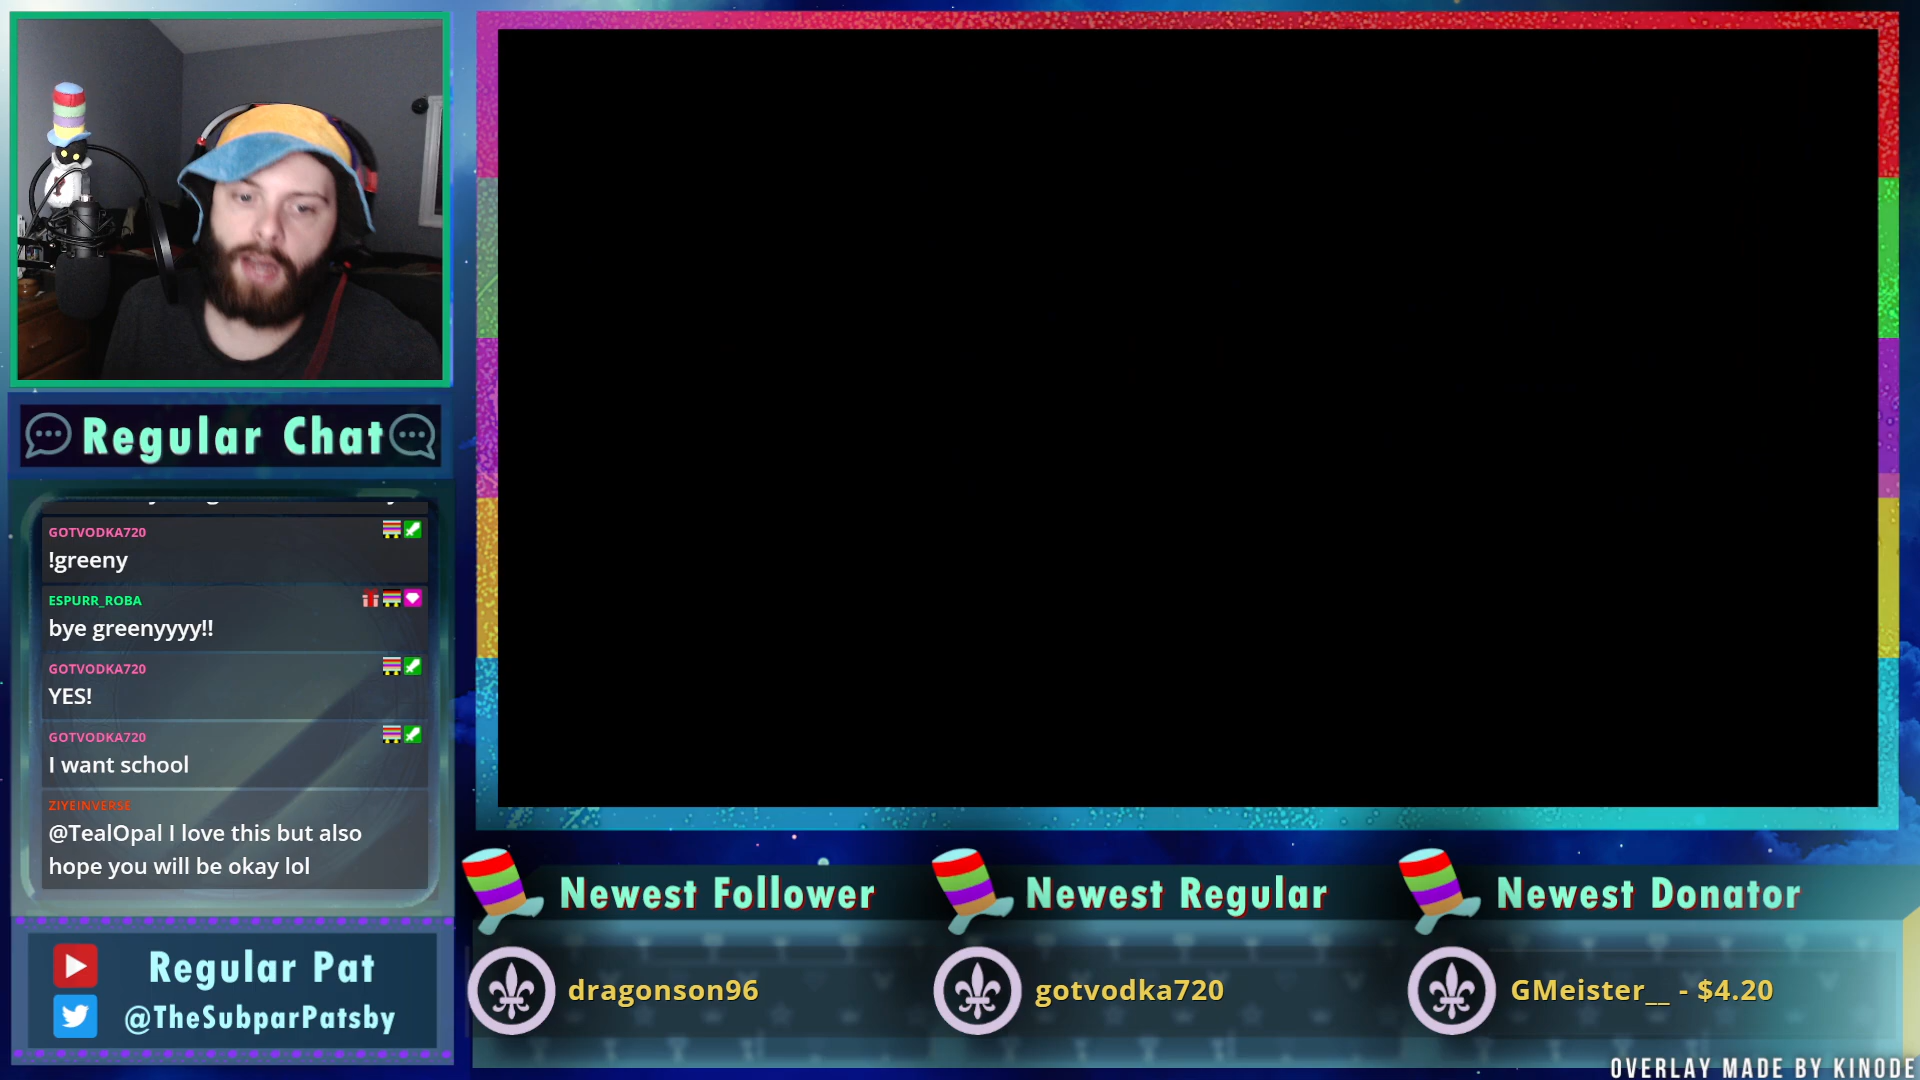 Regular Chat
GOTVODKA720
!greeny
ESPURR_ROBA
bye greenyyyy!!
GOTVODKA720
YES!
GOTVODKA720
I want school
ZIYEINVERSE
@TealOpal I love this but also
hope you will be okay lol
Regular Pat
@TheSubparPatsby
Newest Follower
dragonson96
Newest Regular
gotvodka720
Newest Donator
GMeister__ - $4.20
OVERLAY MADE BY KINODE